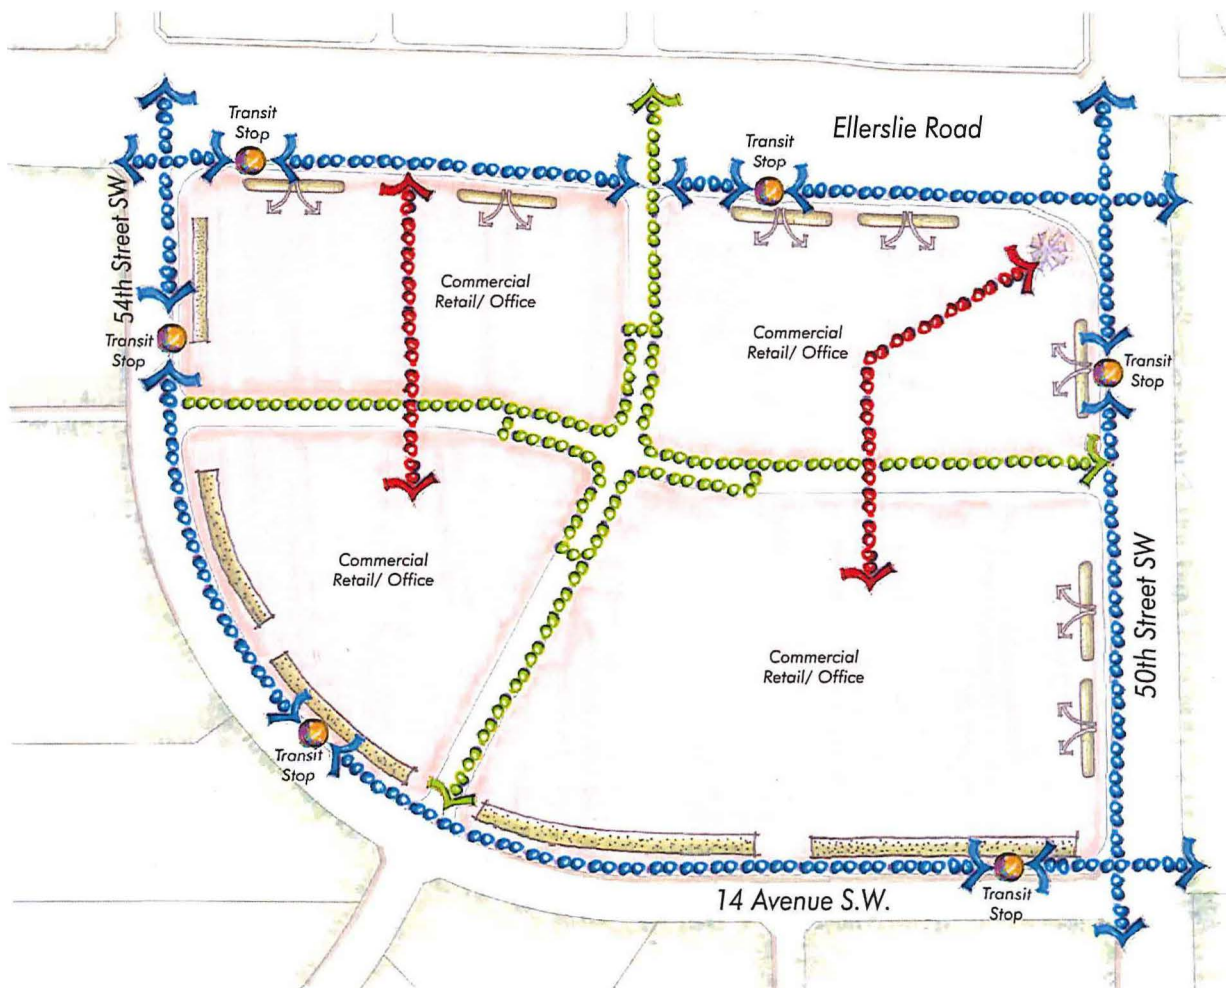 Transit
Stop
Ellerslie Road
Transit
Stop
54th Street SW
Commercial
Retail/ Office
Commercial
Retail/ Office
Transit
Stop
Transit
Stop
Commercial
Retail/ Office
50th Street SW
Commercial
Retail/ Office
Transit
Stop
14 Avenue S.W.
Transit
Stop